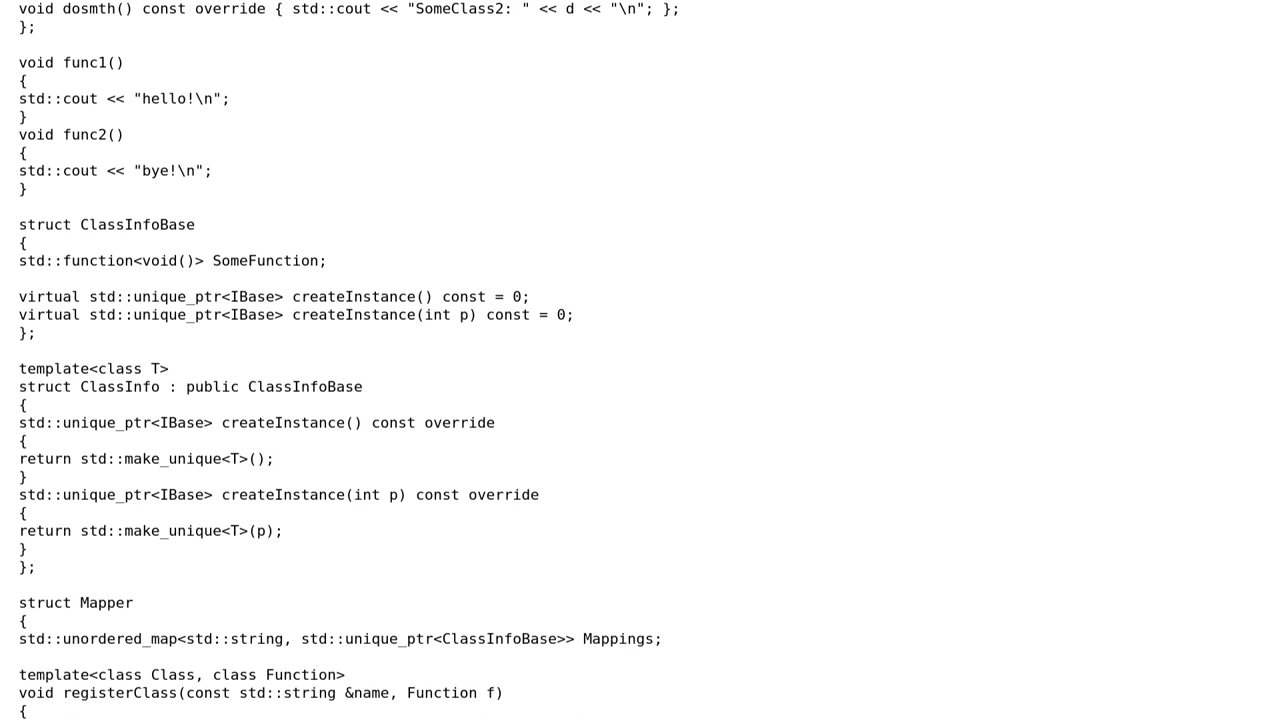 void dosmth() const override { std::cout << "SomeClass2: " << d << "\n"; };
};
void func1()
{
std::cout << "hello!\n";
}
void func2()
{
std::cout << "bye!\n";
}
struct ClassInfoBase
{
std::function<void()> SomeFunction;
virtual std::unique_ptr<IBase> createInstance() const = 0;
virtual std::unique_ptr<IBase> createInstance(int p) const = 0;
};
template<class T>
struct ClassInfo : public ClassInfoBase
{
std::unique_ptr<IBase> createInstance() const override
{
return std::make_unique<T>();
}
std::unique_ptr<IBase> createInstance(int p) const override
{
return std::make_unique<T>(p);
}
};
struct Mapper
{
std::unordered_map<std::string, std::unique_ptr<ClassInfoBase>> Mappings;
template<class Class, class Function>
void registerClass(const std::string &name, Function f)
{